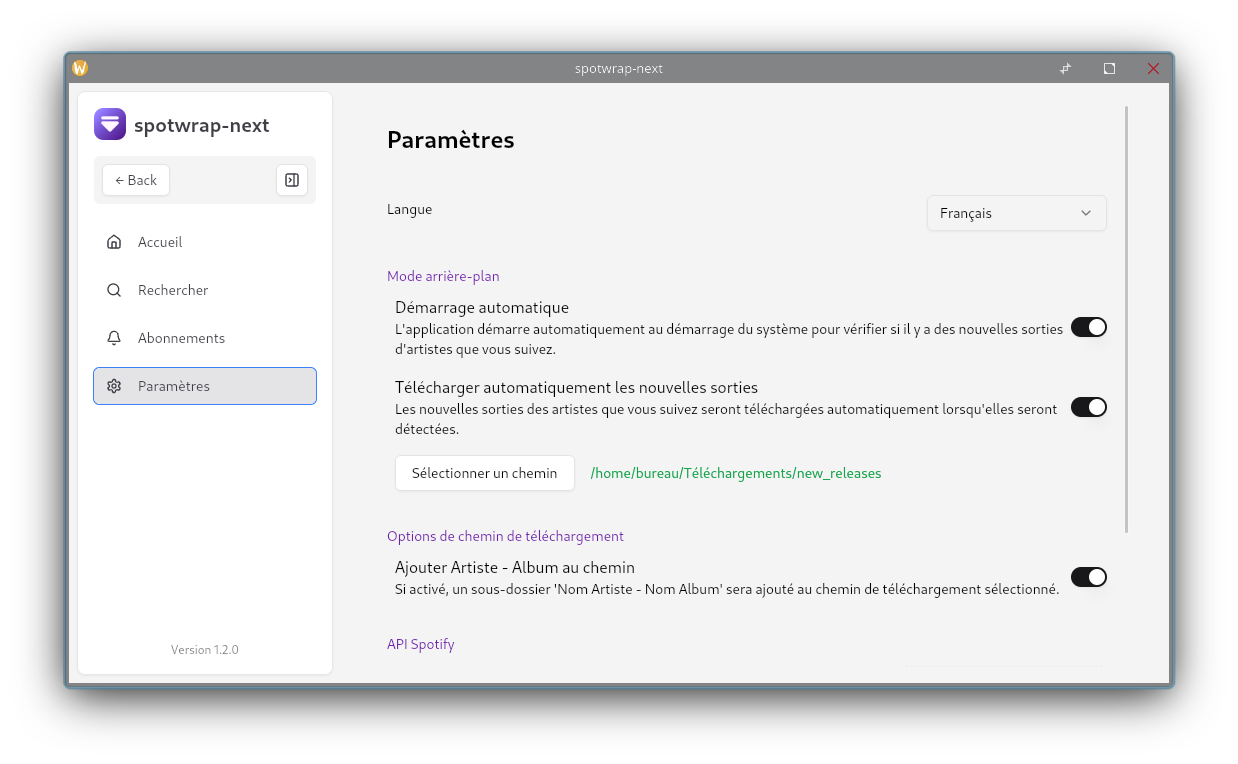 spotwrap-next
spotwrap-next
← Back
Accueil
Rechercher
Abonnements
Paramètres
Version 1.2.0
Paramètres
Langue
Français
Mode arrière-plan
Démarrage automatique
L'application démarre automatiquement au démarrage du système pour vérifier si il y a des nouvelles sorties
d'artistes que vous suivez.
Télécharger automatiquement les nouvelles sorties
Les nouvelles sorties des artistes que vous suivez seront téléchargées automatiquement lorsqu'elles seront
détectées.
Sélectionner un chemin
/home/bureau/Téléchargements/new_releases
Options de chemin de téléchargement
Ajouter Artiste - Album au chemin
Si activé, un sous-dossier 'Nom Artiste - Nom Album' sera ajouté au chemin de téléchargement sélectionné.
API Spotify